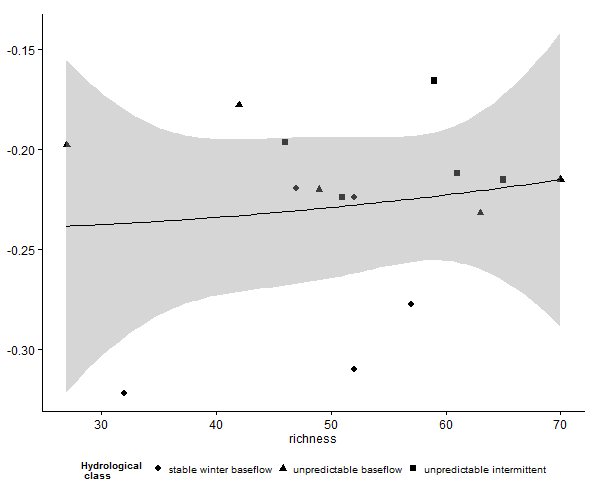 -0.15
-0.20
-0.25
-0.30
30 40 50 60 70
richness
Hydrological
class
stable winter baseflow unpredictable baseflow unpredictable intermittent